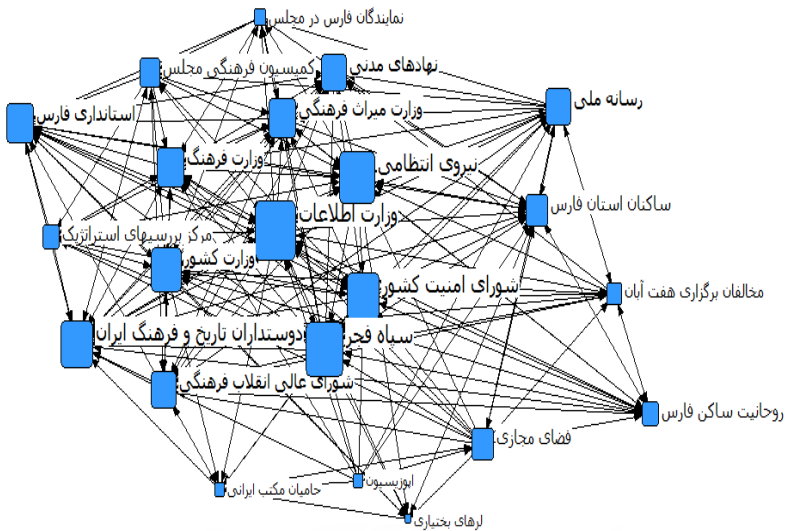 نمایندگان فارس در مجلس
نهادهای مدنی
کمیسیون فرهنگی مجلس
رسانه ملی
وزارت میراث فرهنگی
استانداری فارس
وزارت فرهنگ
نیروی انتظامی
ساکنان استان فارس
وزارت اطلاعات
مرکز بررسیهای استراتژیک
وزارت کشور
شورای امنیت کشور
مخالفان برگزاری هفت آبان
دوستداران تاریخ و فرهنگ ایران
سپاه فجر
شورای عالی انقلاب فرهنگی
روحانیت ساکن فارس
فضای مجازی
اپوزیسیون
حامیان مکتب ایرانی
لرهای بختیاری